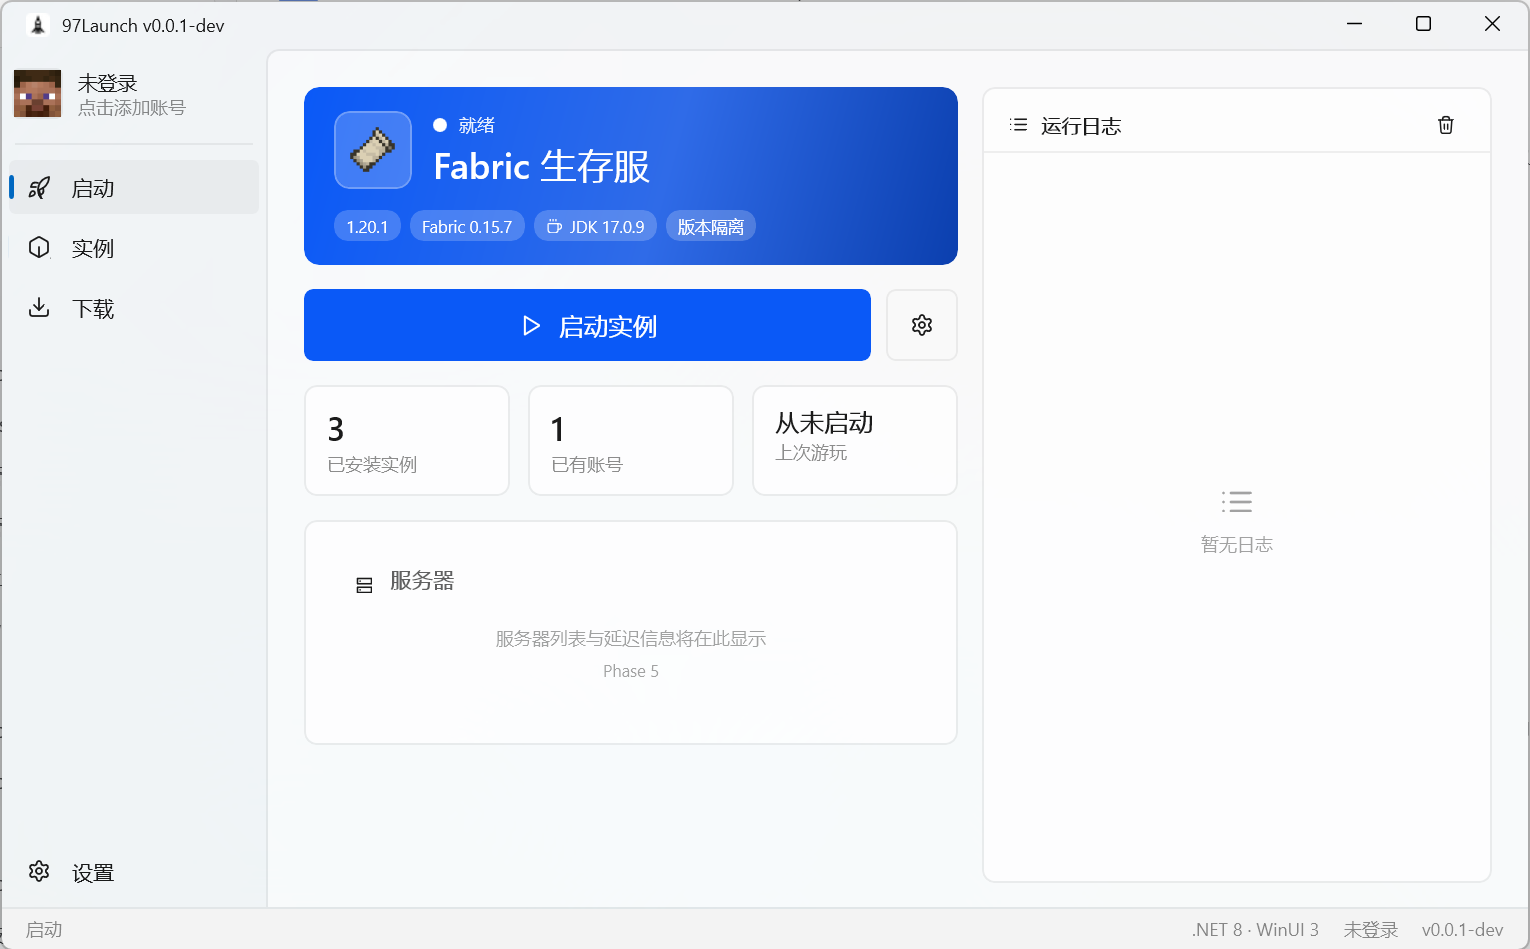 97Launch v0.0.1-dev
未登录
点击添加账号
启动
实例
下载
设置
就绪
Fabric 生存服
1.20.1
Fabric 0.15.7
JDK 17.0.9
版本隔离
启动实例
3
已安装实例
1
已有账号
从未启动
上次游玩
服务器
服务器列表与延迟信息将在此显示
Phase 5
运行日志
暂无日志
启动
.NET 8 · WinUI 3
未登录
v0.0.1-dev